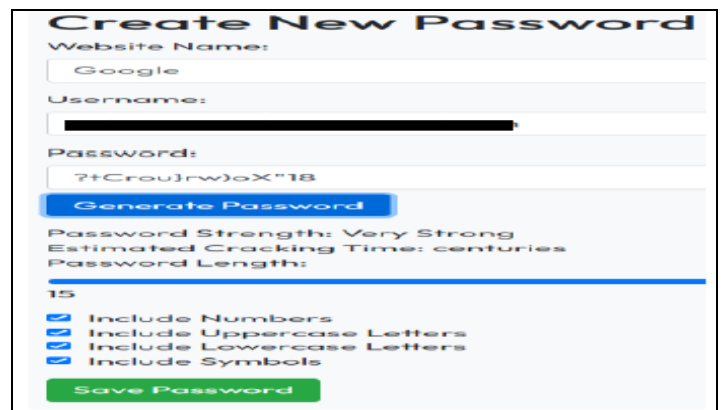 Create New Password
Website Name:
Google
Username:
Password:
?tCrou}rw)oX"18
Generate Password
Password Strength: Very Strong
Estimated Cracking Time: centuries
Password Length:
15
Include Numbers
Include Uppercase Letters
Include Lowercase Letters
Include Symbols
Save Password